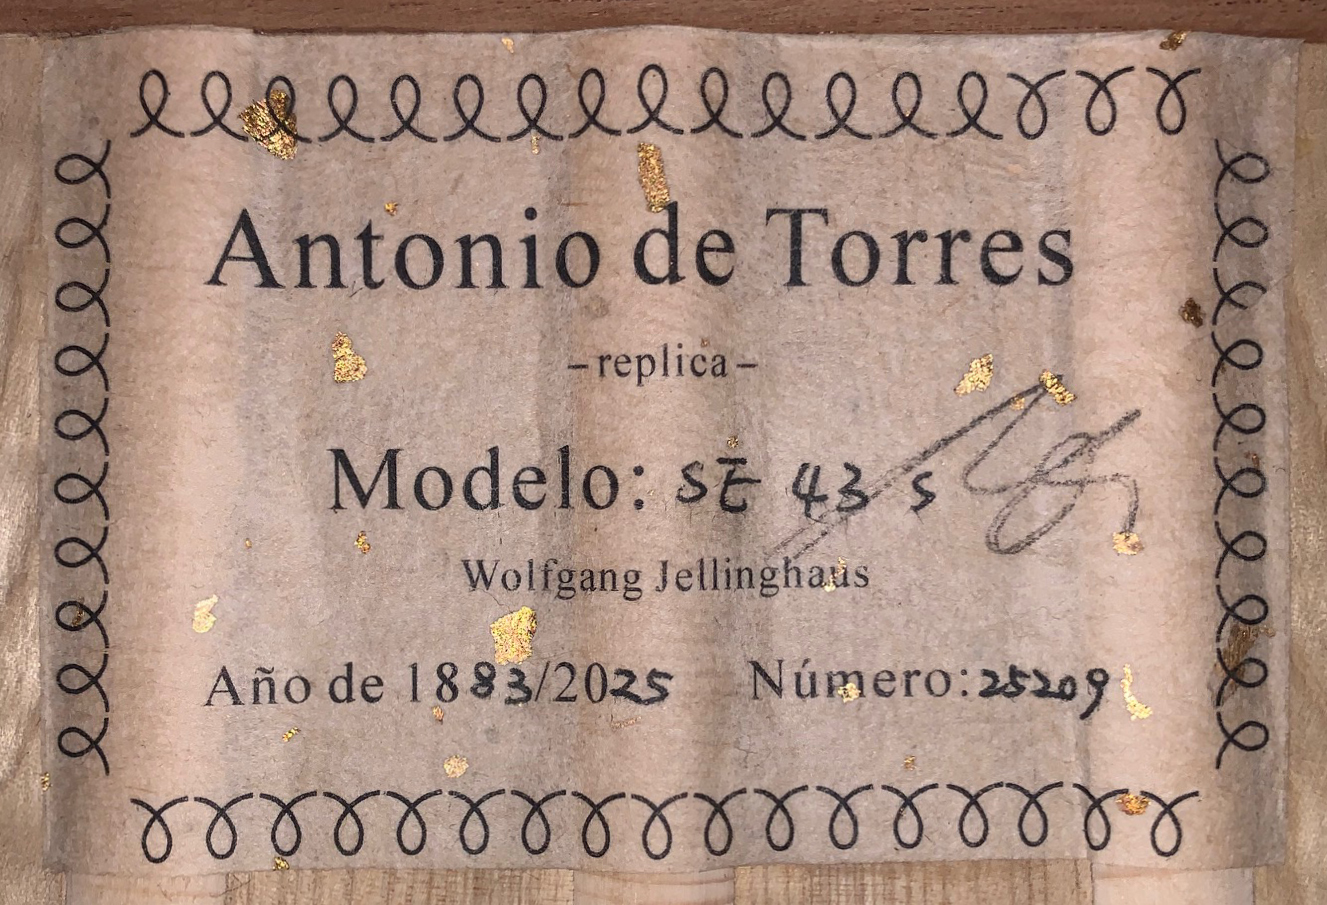 Antonio de Torres
–replica–
Modelo: SE 43 s
Wolfgang Jellinghaus
Año de 1883/2025 Número:25209